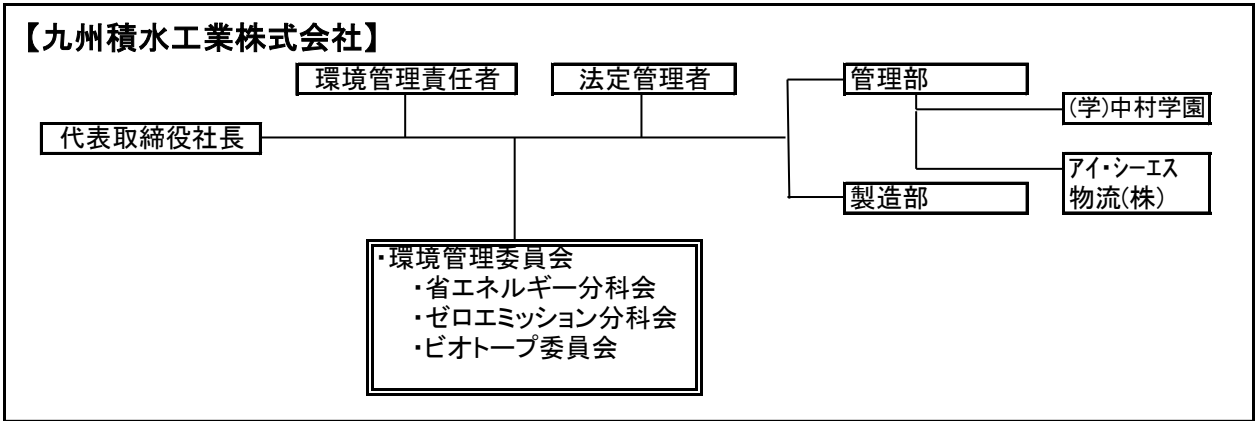 【九州積水工業株式会社】
環境管理責任者
法定管理者
管理部
(学)中村学園
代表取締役社長
アイ・シーエス
物流(株)
製造部
・環境管理委員会
・省エネルギー分科会
・ゼロエミッション分科会
・ビオトープ委員会